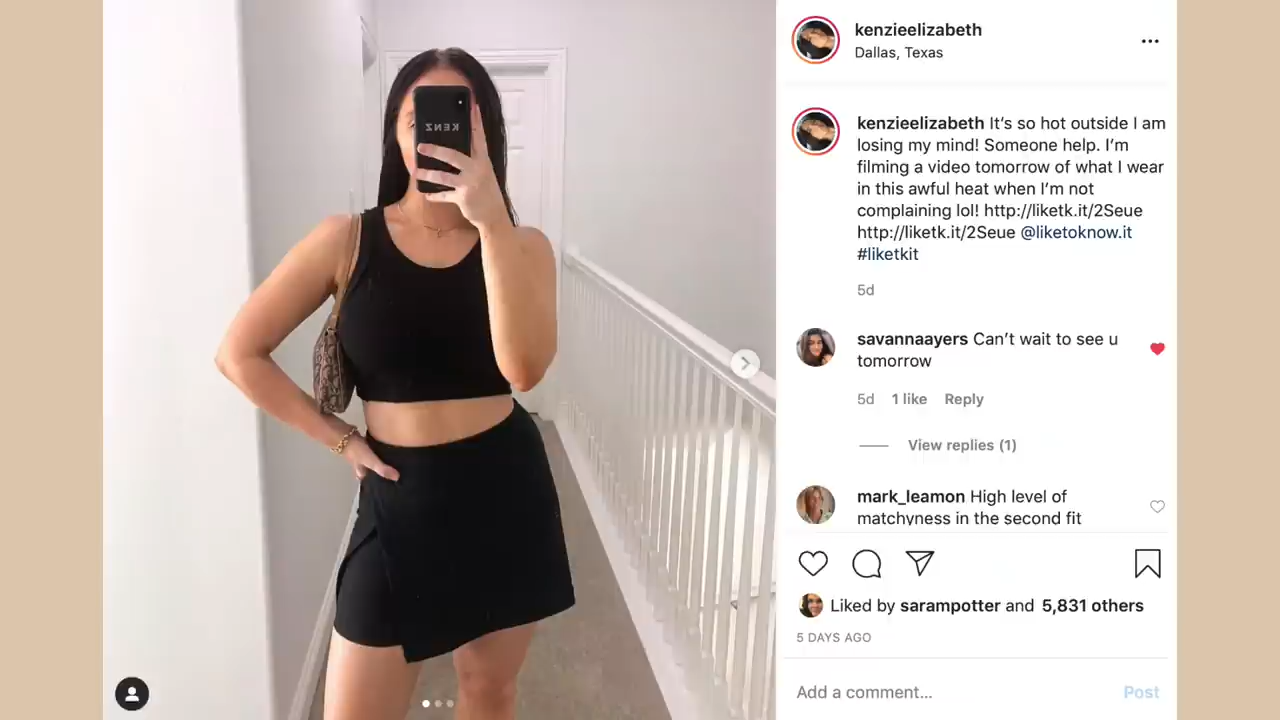 KENZ
kenzieelizabeth
Dallas, Texas
kenzieelizabeth It's so hot outside I am
losing my mind! Someone help. I'm
filming a video tomorrow of what I wear
in this awful heat when I'm not
complaining lol! http://liketk.it/2Seue
http://liketk.it/2Seue @liketoknow.it
#liketkit
5d
savannaayers Can't wait to see u
tomorrow
5d 1 like Reply
View replies (1)
mark_leamon High level of
matchyness in the second fit
Liked by sarampotter and 5,831 others
5 DAYS AGO
Add a comment... Post